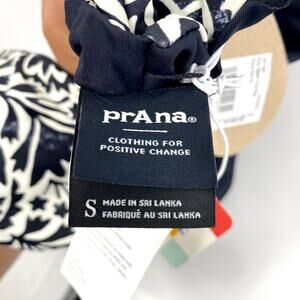 prAna®
CLOTHING FOR
POSITIVE CHANGE
S MADE IN SRI LANKA
FABRIQUÉ AU SRI LANKA